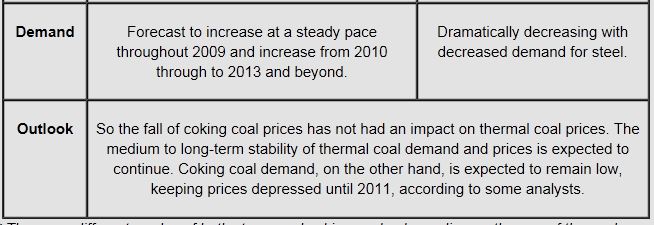 Demand
Forecast to increase at a steady pace
throughout 2009 and increase from 2010
through to 2013 and beyond.
Dramatically decreasing with
decreased demand for steel.
Outlook
So the fall of coking coal prices has not had an impact on thermal coal prices. The
medium to long-term stability of thermal coal demand and prices is expected to
continue. Coking coal demand, on the other hand, is expected to remain low,
keeping prices depressed until 2011, according to some analysts.